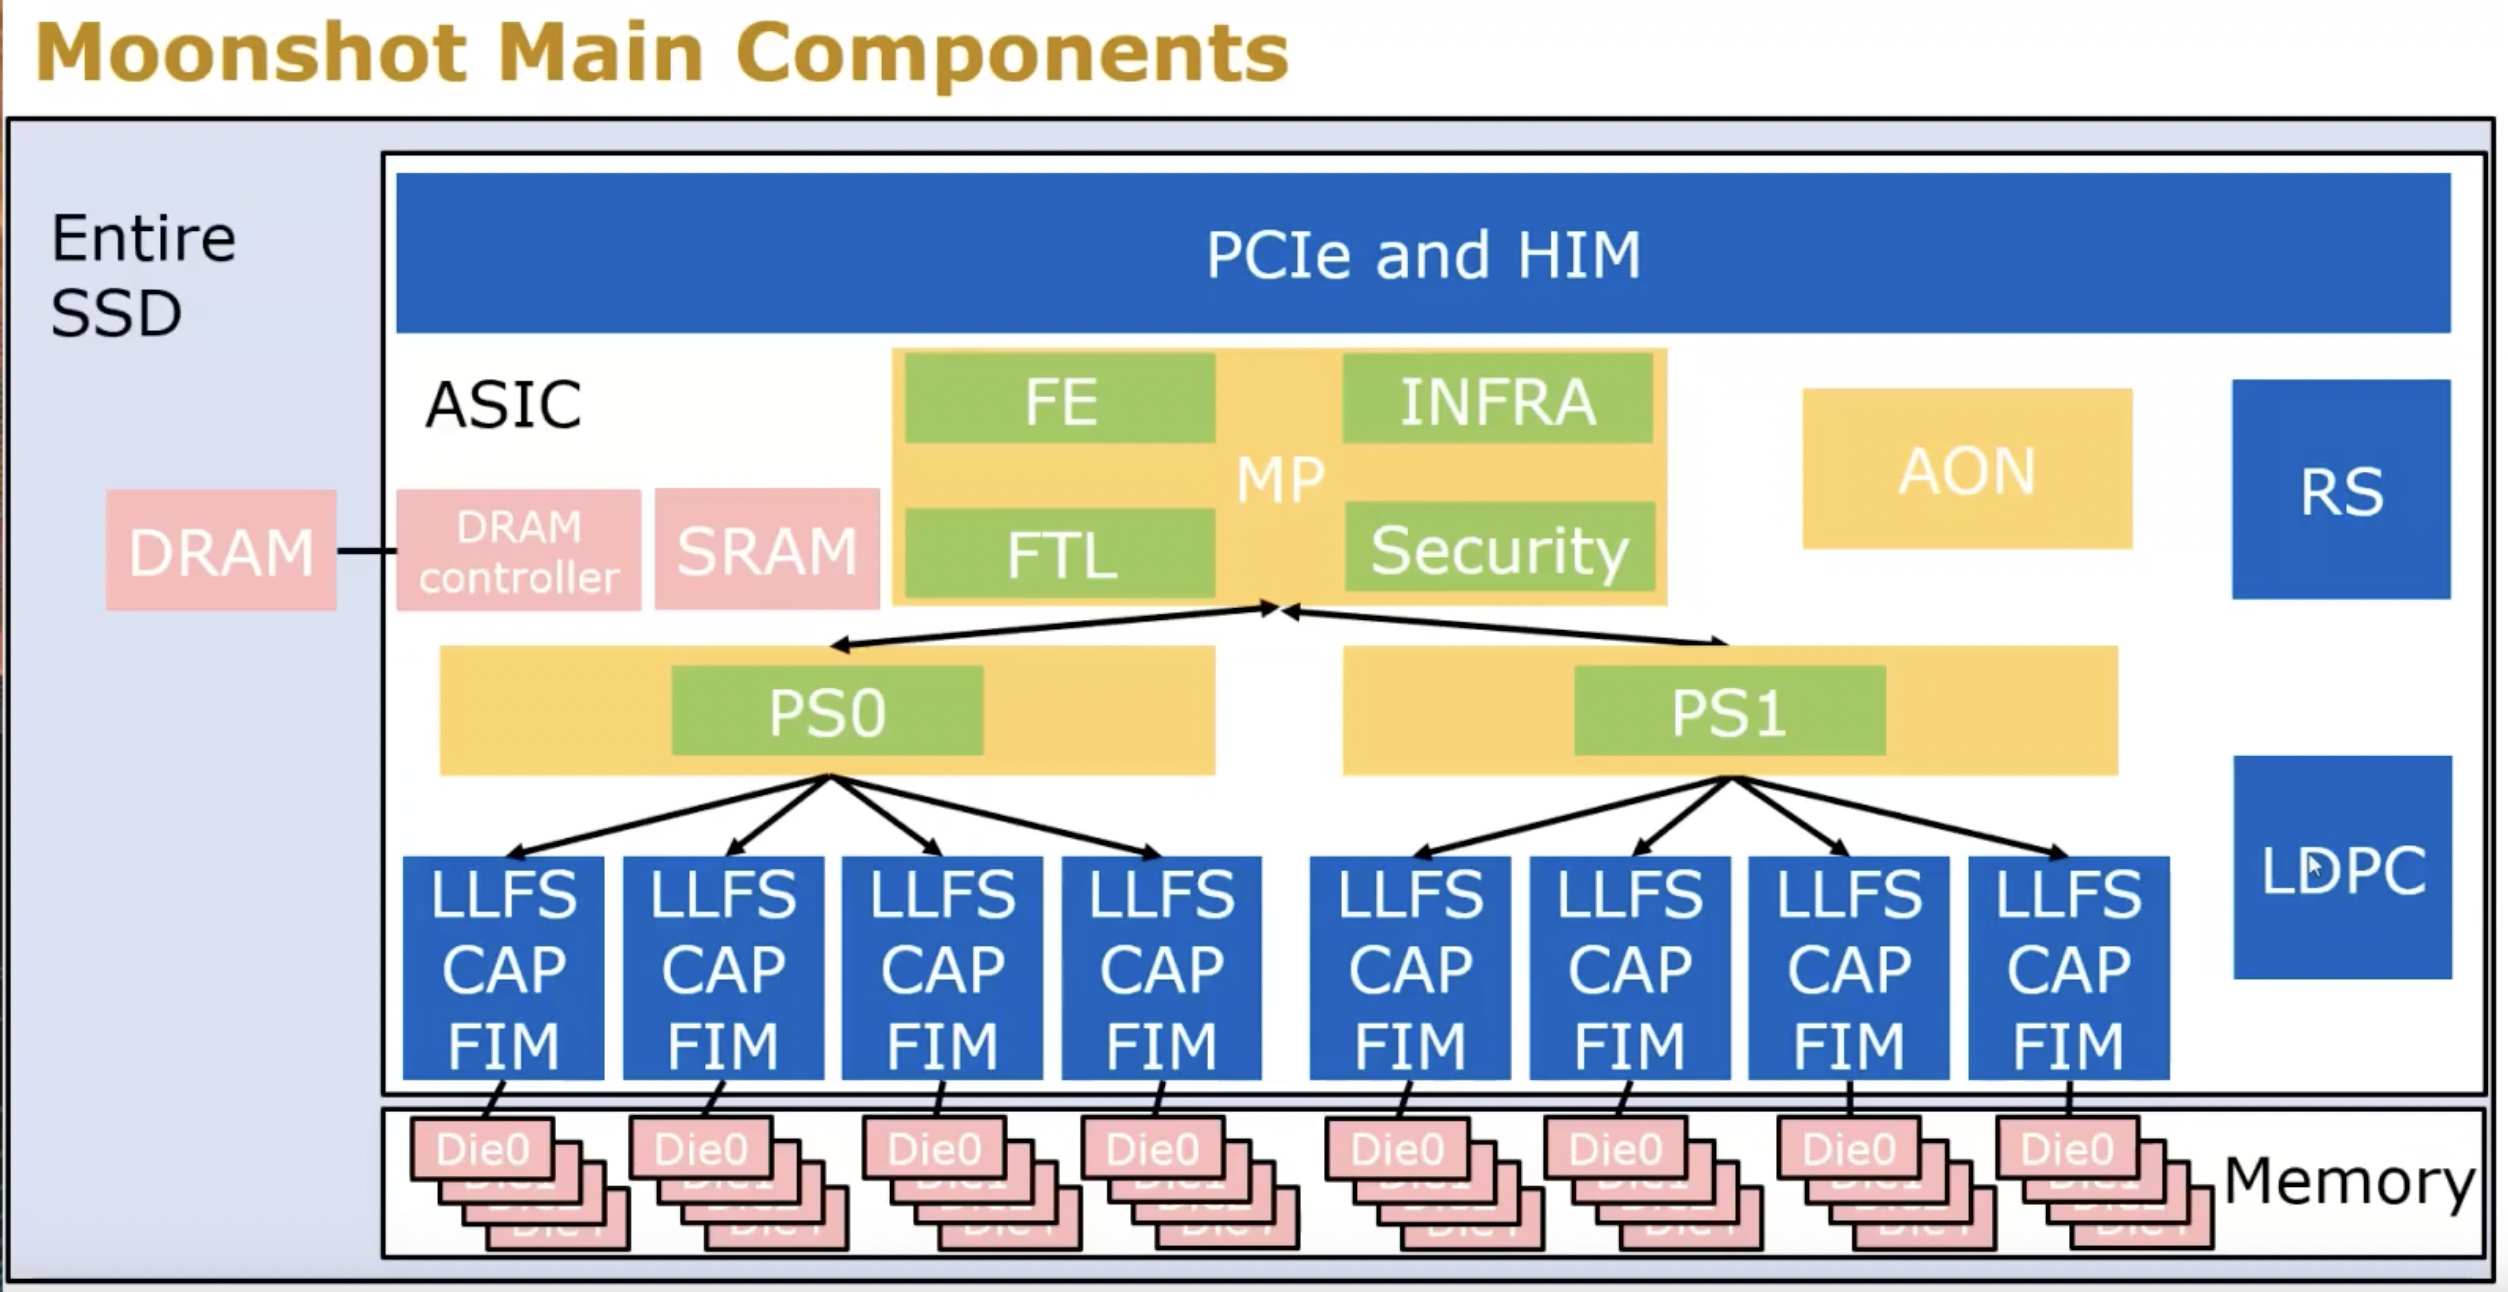 Moonshot Main Components
Entire
SSD
PCIe and HIM
ASIC
FE
INFRA
MP
FTL
Security
AON
RS
DRAM
DRAM
controller
SRAM
PS0
PS1
LDPC
LLFS
CAP
FIM
LLFS
CAP
FIM
LLFS
CAP
FIM
LLFS
CAP
FIM
LLFS
CAP
FIM
LLFS
CAP
FIM
LLFS
CAP
FIM
LLFS
CAP
FIM
Die0
Die0
Die0
Die0
Die0
Die0
Die0
Die0
Memory